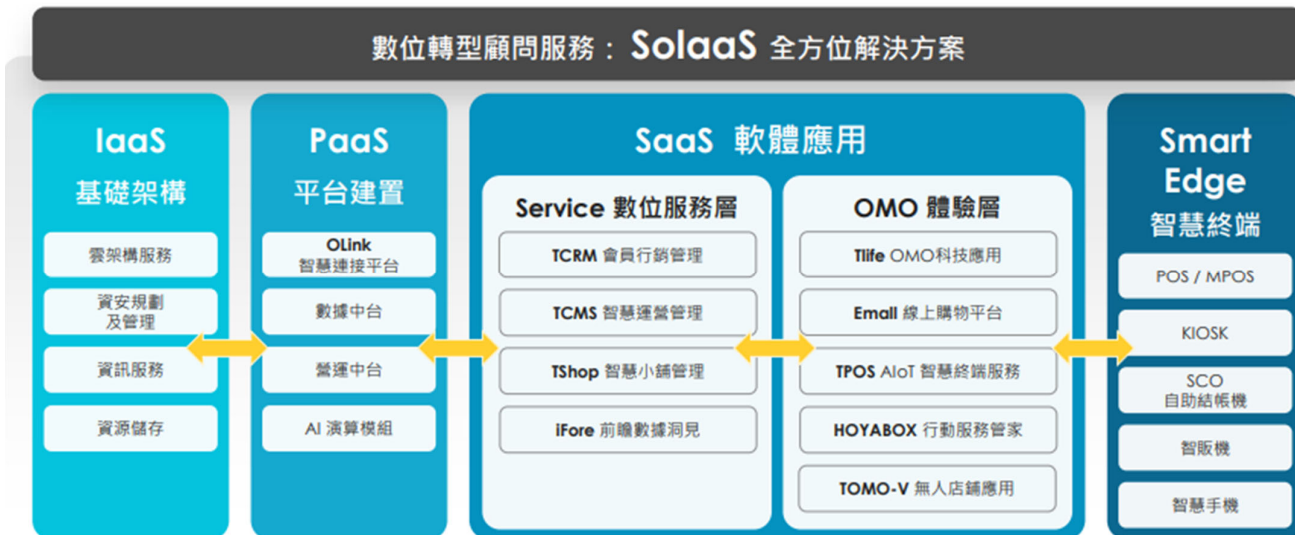 數位轉型顧問服務： SolaaS 全方位解決方案
IaaS
基礎架構
雲架構服務
資安規劃
及管理
資訊服務
資源儲存
PaaS
平台建置
OLink
智慧連接平台
數據中台
營運中台
AI 演算模組
SaaS 軟體應用
Service 數位服務層
TCRM 會員行銷管理
TCMS 智慧運營管理
TShop 智慧小舖管理
iFore 前瞻數據洞見
OMO 體驗層
Tlife OMO科技應用
Emall 線上購物平台
TPOS AIoT 智慧終端服務
HOYABOX 行動服務管家
TOMO-V 無人店舖應用
Smart
Edge
智慧終端
POS / MPOS
KIOSK
SCO
自助結帳機
智販機
智慧手機